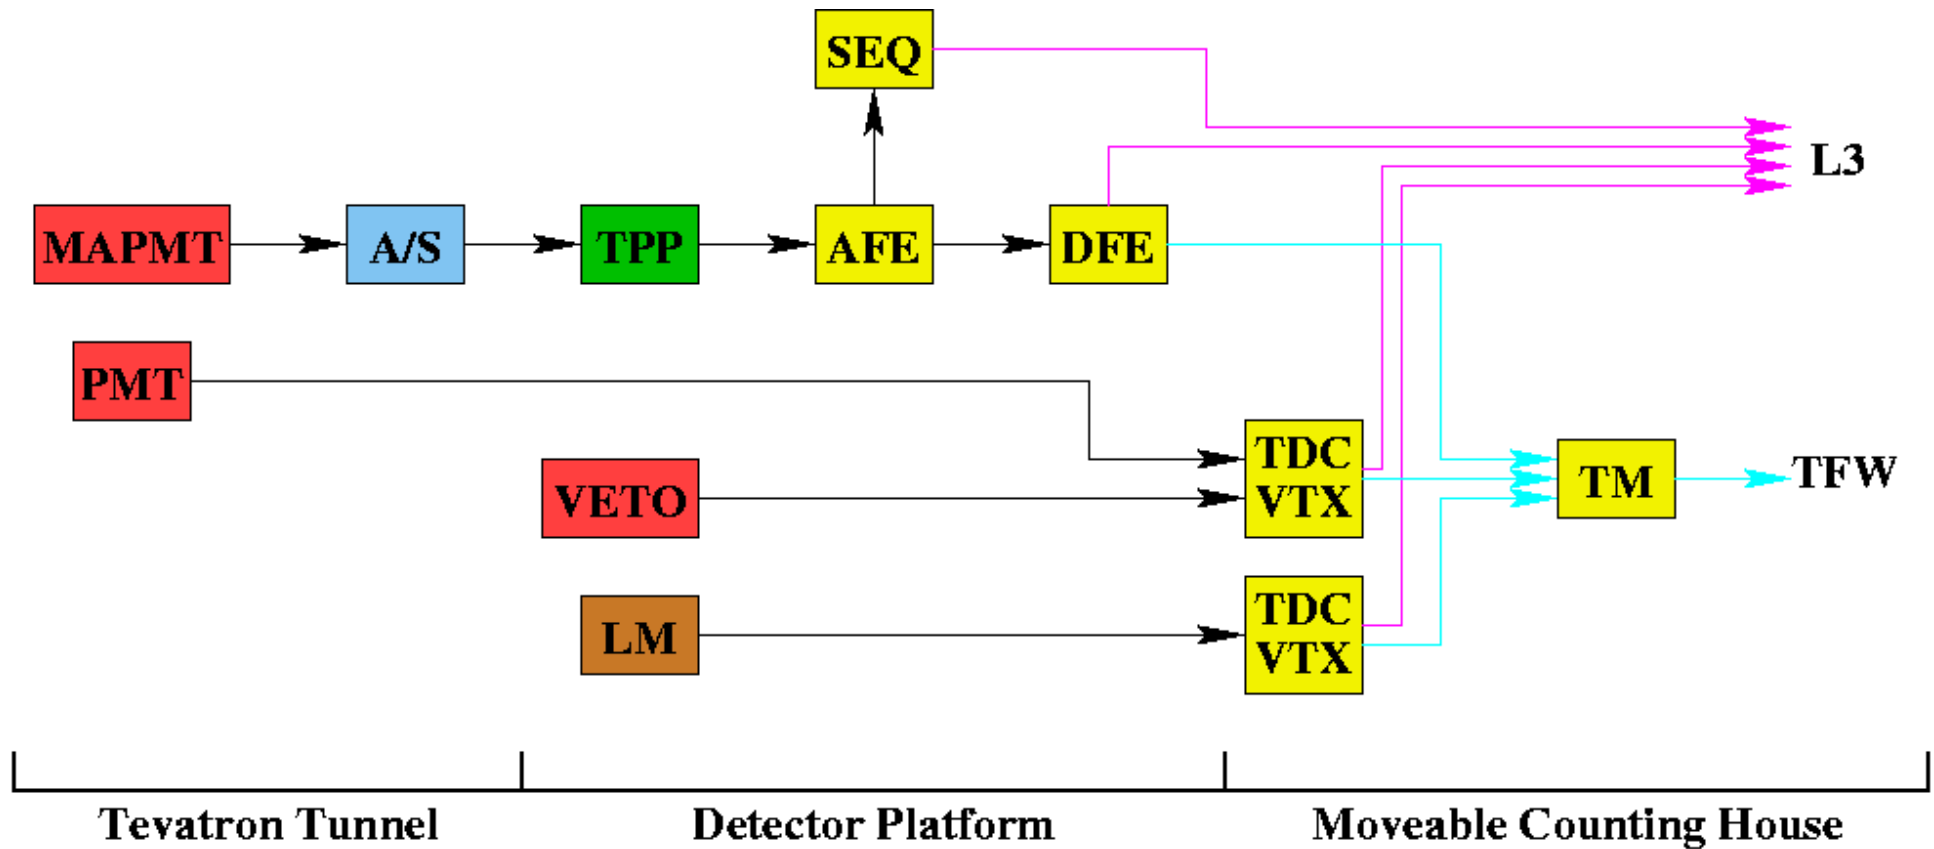 SEQ
L3
MAPMT
A/S
TPP
AFE
DFE
PMT
TDC
VTX
VETO
TM
TFW
LM
TDC
VTX
Tevatron Tunnel
Detector Platform
Moveable Counting House